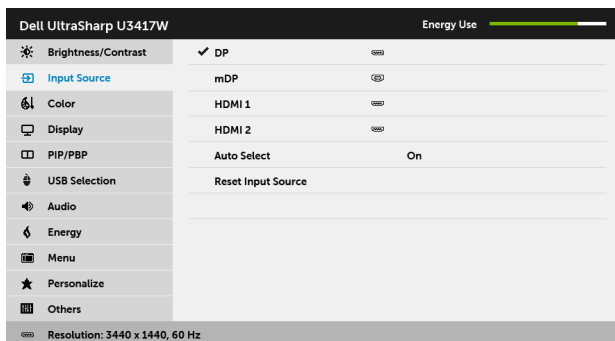 Dell UltraSharp U3417W Energy Use
Brightness/Contrast DP
Input Source mDP
Color HDMI 1
Display HDMI 2
PIP/PBP Auto Select On
USB Selection Reset Input Source
Audio
Energy
Menu
Personalize
Others
Resolution: 3440 x 1440, 60 Hz